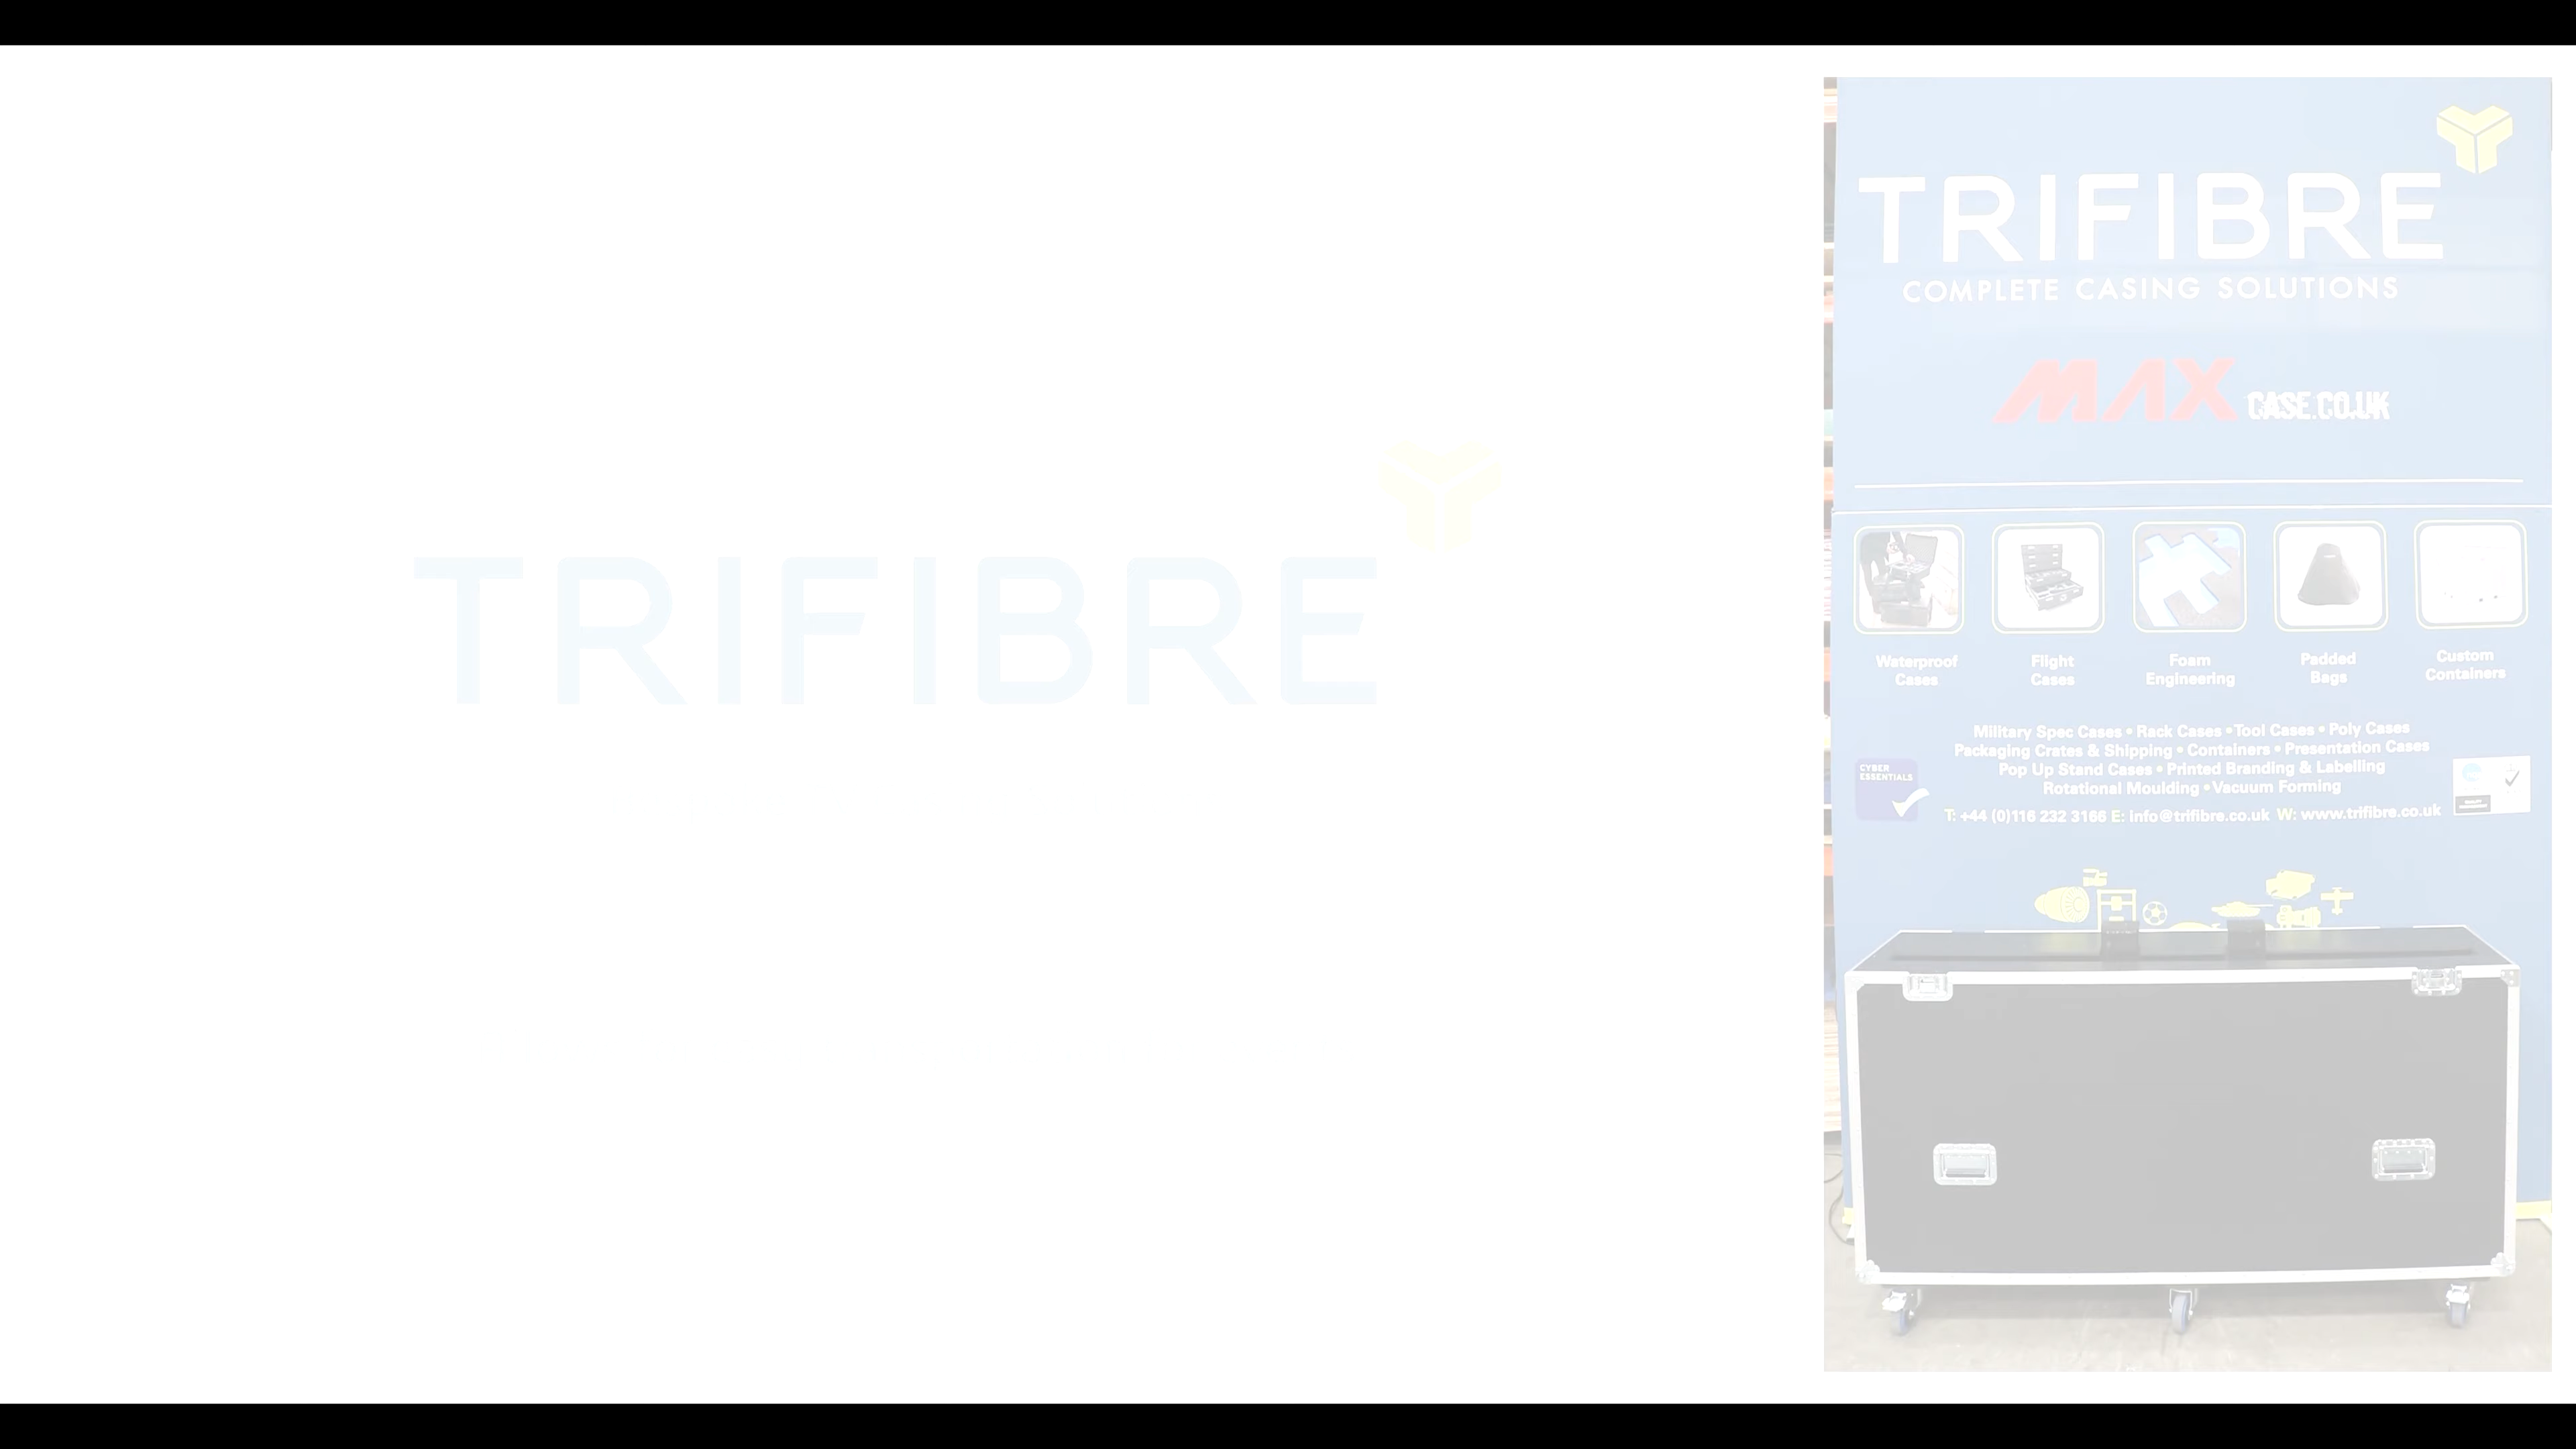 TRIFIBRE
TRIFIBRE
COMPLETE CASING SOLUTIONS
MAX CASE.CO.UK
Waterproof Cases
Flight Cases
Foam Engineering
Padded Bags
Custom Containers
Military Spec Cases • Rack Cases • Tool Cases • Poly Cases
Packaging Crates & Shipping • Containers • Presentation Cases
Pop Up Stand Cases • Printed Branding & Labelling
Rotational Moulding • Vacuum Forming
CYBER
ESSENTIALS
T: +44 (0)116 232 3166 E: info@trifibre.co.uk W: www.trifibre.co.uk